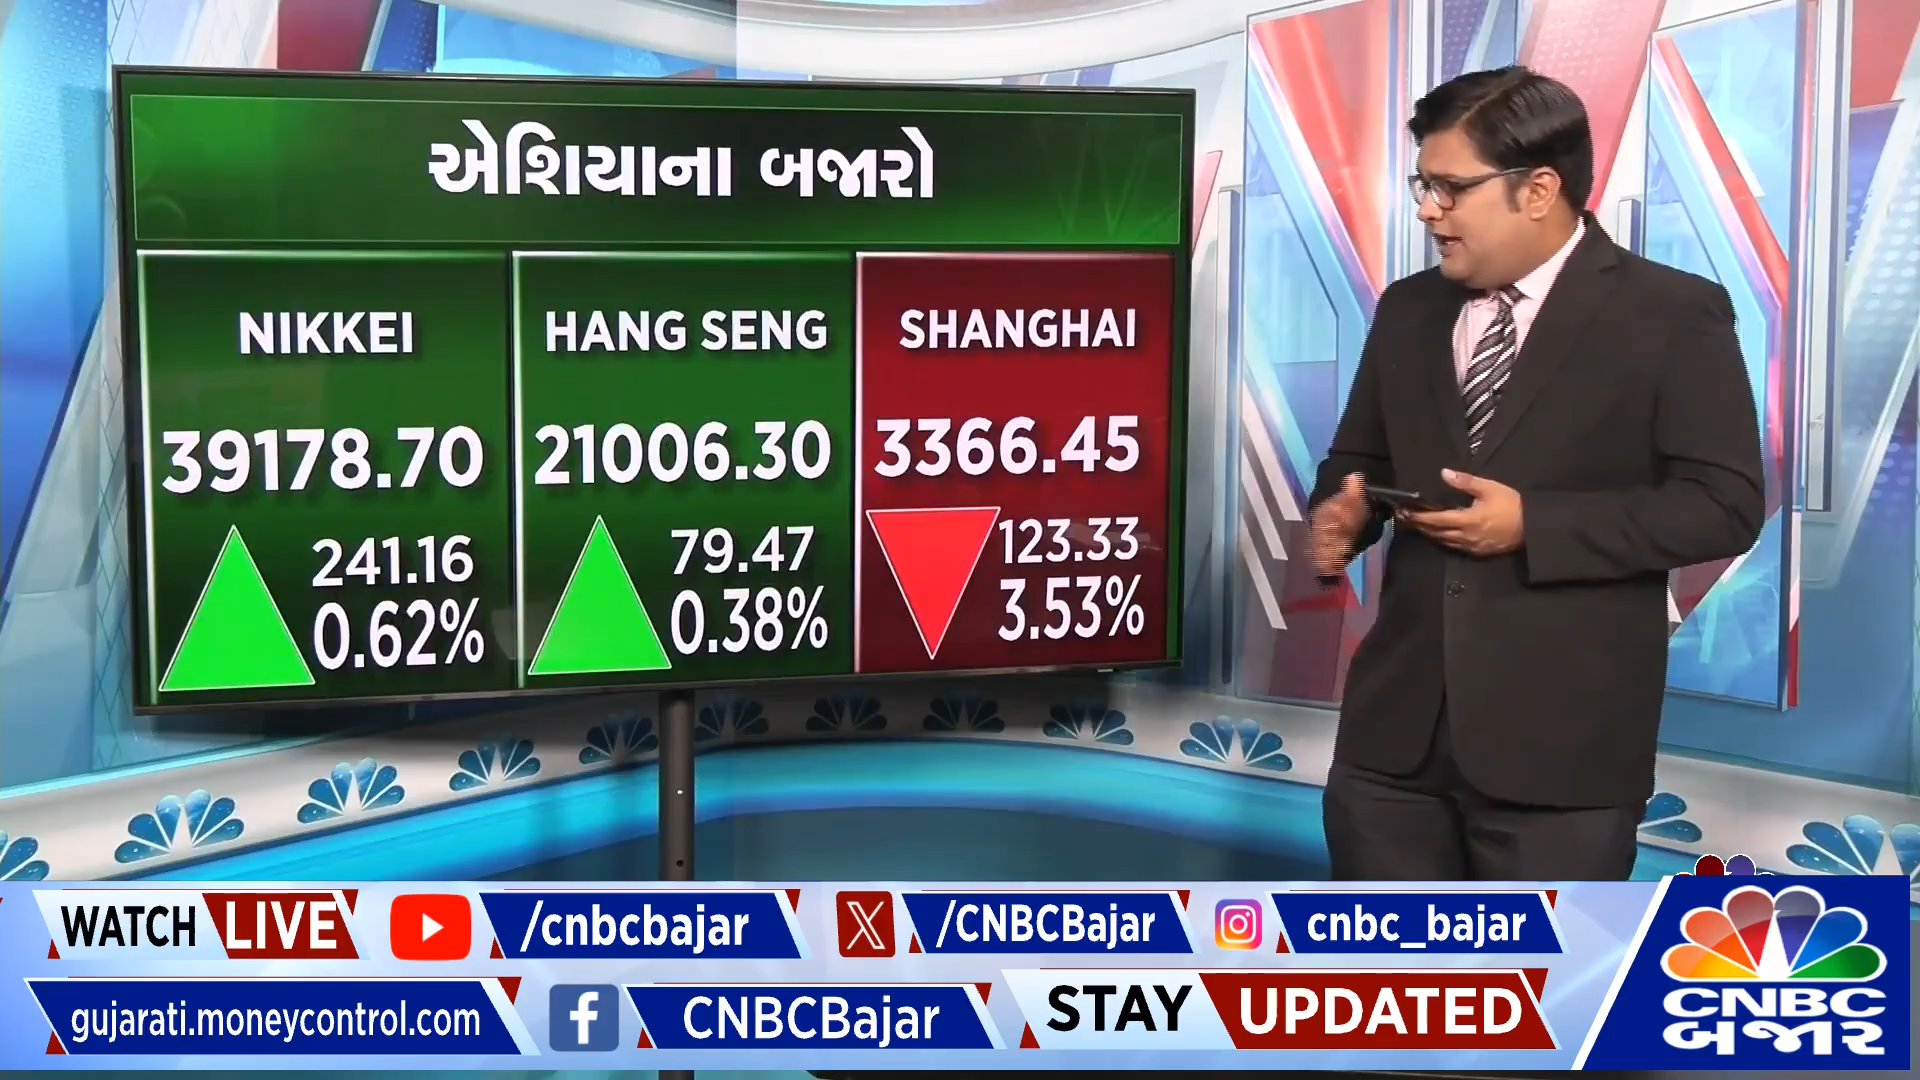 એશિયાના બજારો
NIKKEI
39178.70
241.16
0.62%
HANG SENG
21006.30
79.47
0.38%
SHANGHAI
3366.45
123.33
3.53%
WATCH LIVE /cnbcbajar /CNBCBajar cnbc_bajar
gujarati.moneycontrol.com CNBCBajar STAY UPDATED
CNBC
બજાર